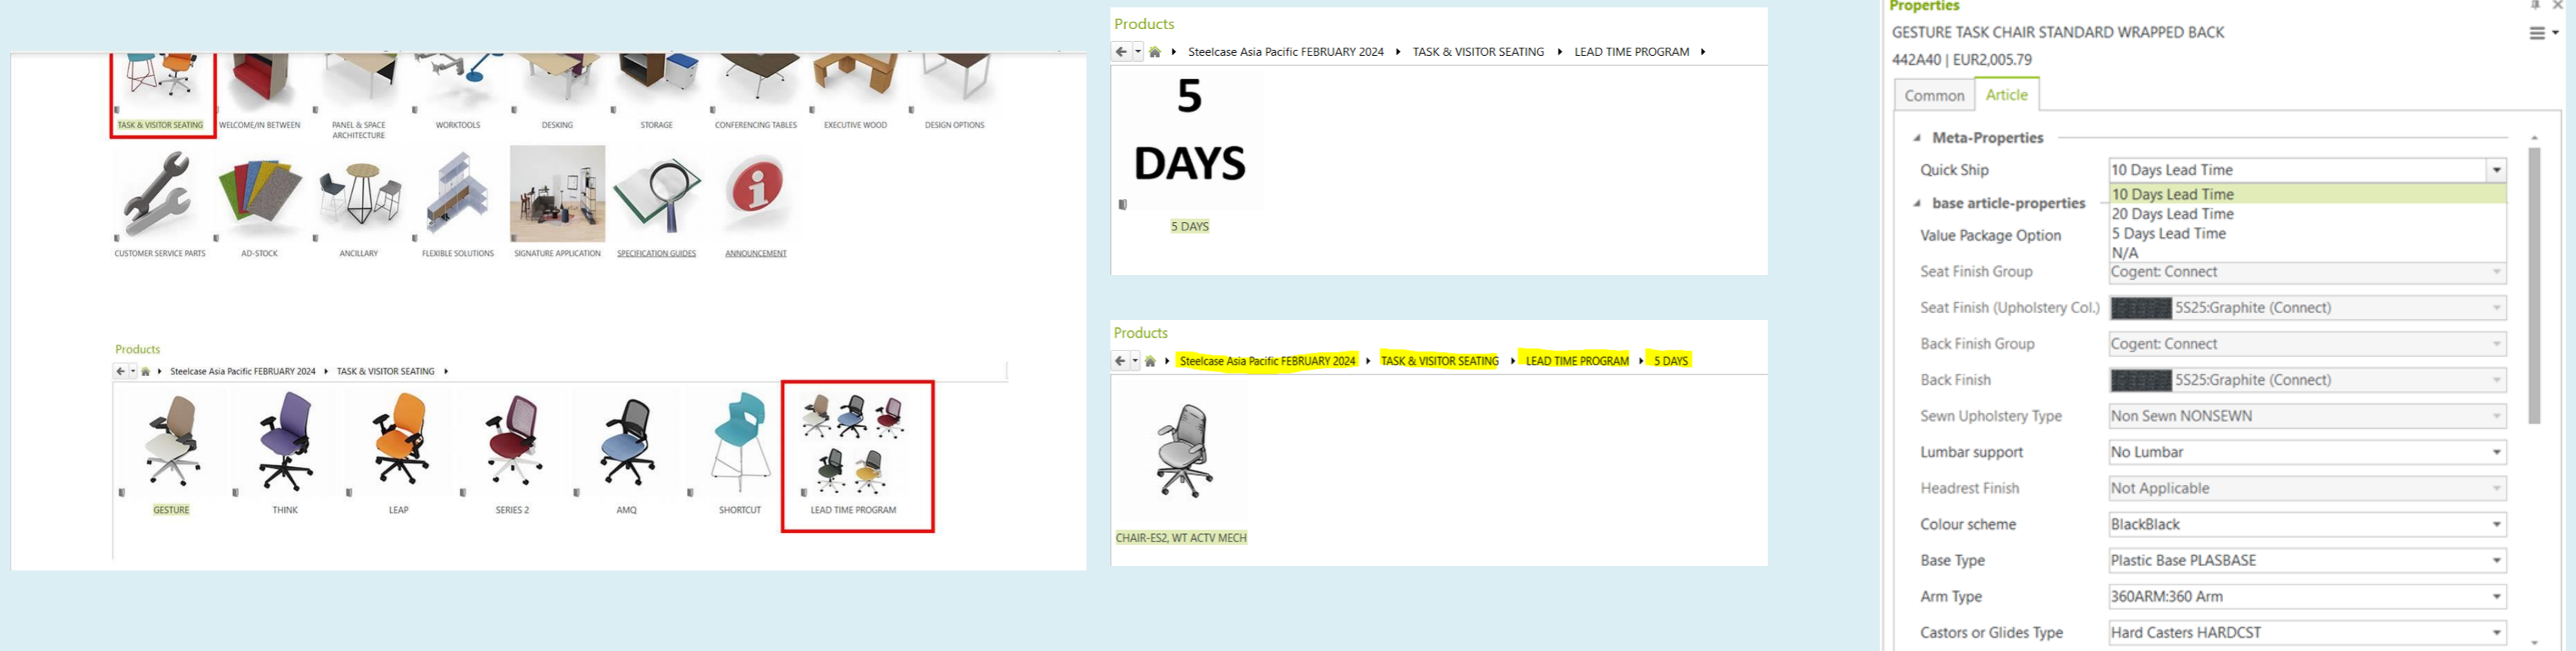 TASK & VISITOR SEATING
WELCOME/IN BETWEEN
PANEL & SPACE
ARCHITECTURE
WORKTOOLS
DESKING
STORAGE
CONFERENCING TABLES
EXECUTIVE WOOD
DESIGN OPTIONS
CUSTOMER SERVICE PARTS
AD-STOCK
ANCILLARY
FLEXIBLE SOLUTIONS
SIGNATURE APPLICATION
SPECIFICATION GUIDES
ANNOUNCEMENT
Products
Steelcase Asia Pacific FEBRUARY 2024 TASK & VISITOR SEATING
GESTURE
THINK
LEAP
SERIES 2
AMQ
SHORTCUT
LEAD TIME PROGRAM
Products
Steelcase Asia Pacific FEBRUARY 2024 TASK & VISITOR SEATING LEAD TIME PROGRAM
5
DAYS
5 DAYS
Products
Steelcase Asia Pacific FEBRUARY 2024 TASK & VISITOR SEATING LEAD TIME PROGRAM 5 DAYS
CHAIR-ES2, WT ACTV MECH
Properties
GESTURE TASK CHAIR STANDARD WRAPPED BACK
442A40 | EUR2,005.79
Common Article
Meta-Properties
Quick Ship 10 Days Lead Time
10 Days Lead Time
base article-properties
20 Days Lead Time
Value Package Option 5 Days Lead Time
N/A
Seat Finish Group Cogent: Connect
Seat Finish (Upholstery Col.) 5S25:Graphite (Connect)
Back Finish Group Cogent: Connect
Back Finish 5S25:Graphite (Connect)
Sewn Upholstery Type Non Sewn NONSEWN
Lumbar support No Lumbar
Headrest Finish Not Applicable
Colour scheme BlackBlack
Base Type Plastic Base PLASBASE
Arm Type 360ARM:360 Arm
Castors or Glides Type Hard Casters HARDCST